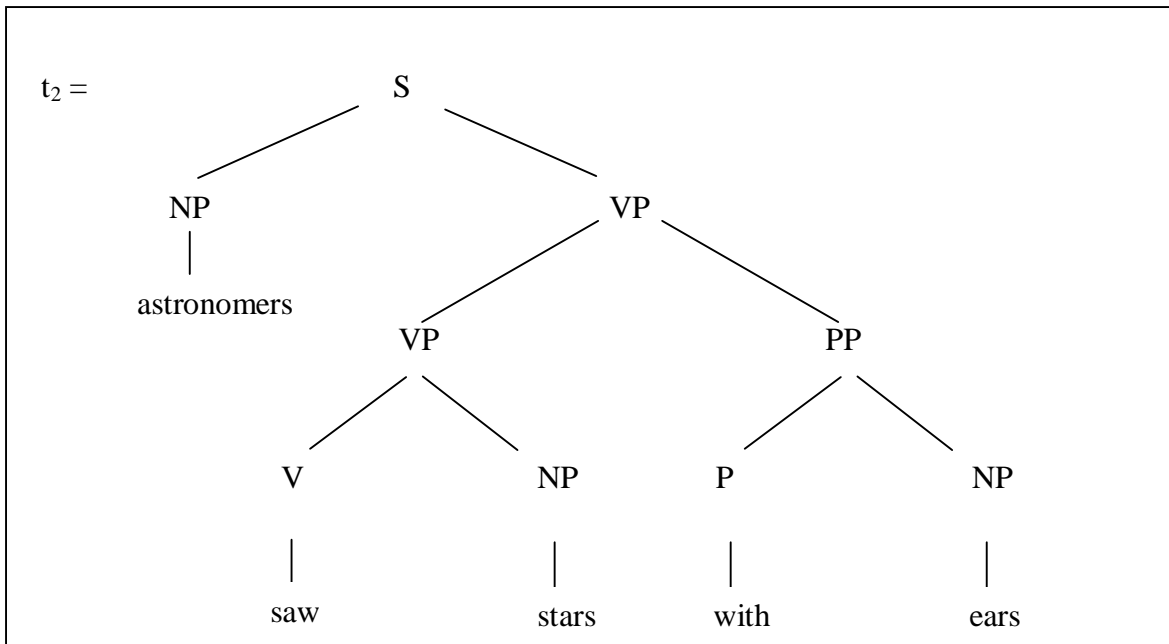 t₂ = S
NP VP
astronomers
VP PP
V NP P NP
saw stars with ears